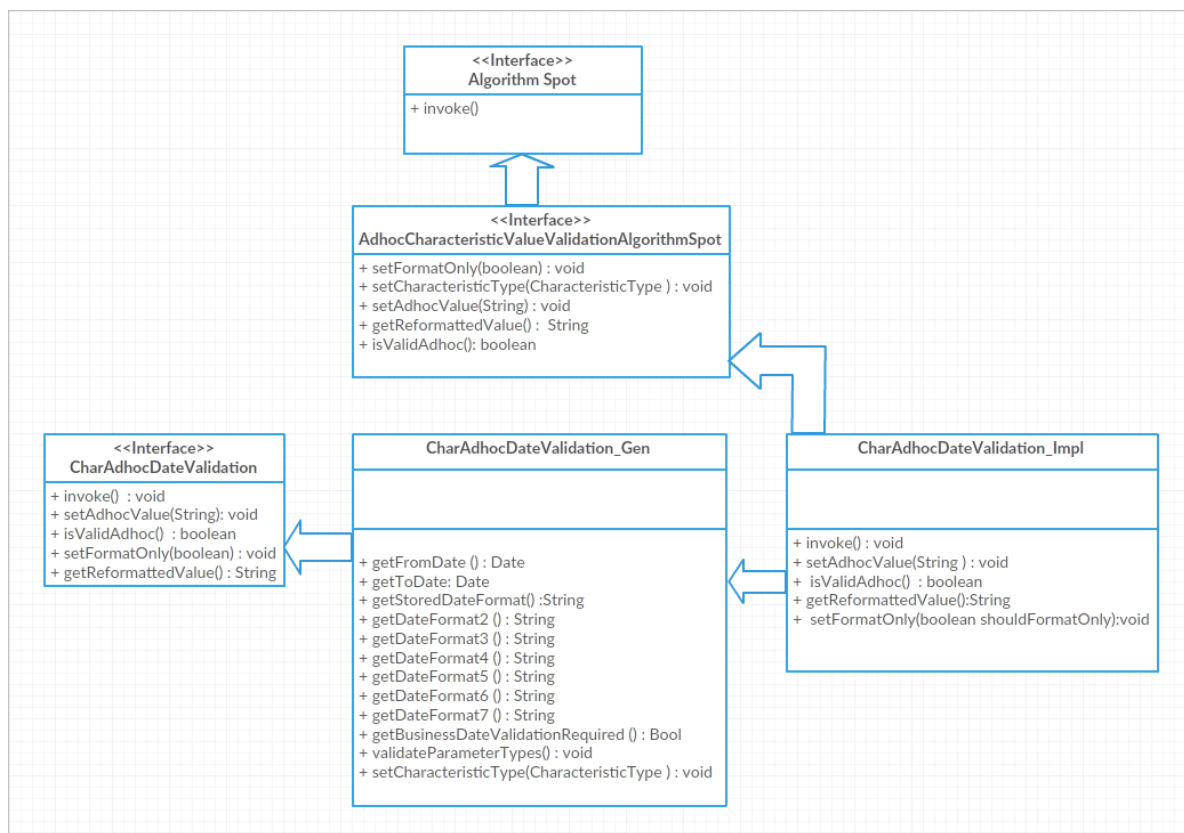 <<Interface>>
Algorithm Spot
+ invoke()
<<Interface>>
AdhocCharacteristicValueValidationAlgorithmSpot
+ setFormatOnly(boolean) : void
+ setCharacteristicType(CharacteristicType ) : void
+ setAdhocValue(String) : void
+ getReformattedValue() :  String
+ isValidAdhoc(): boolean
<<Interface>>
CharAdhocDateValidation
+ invoke()  : void
+ setAdhocValue(String): void
+ isValidAdhoc()  : boolean
+ setFormatOnly(boolean) : void
+ getReformattedValue() : String
CharAdhocDateValidation_Gen
+ getFromDate () : Date
+ getToDate: Date
+ getStoredDateFormat() :String
+ getDateFormat2 () : String
+ getDateFormat3 () : String
+ getDateFormat4 () : String
+ getDateFormat5 () : String
+ getDateFormat6 () : String
+ getDateFormat7 () : String
+ getBusinessDateValidationRequired () : Bool
+ validateParameterTypes() : void
+ setCharacteristicType(CharacteristicType ) : void
CharAdhocDateValidation_Impl
+ invoke() : void
+ setAdhocValue(String ) : void
+  isValidAdhoc()  : boolean
+ getReformattedValue():String
+  setFormatOnly(boolean shouldFormatOnly):void